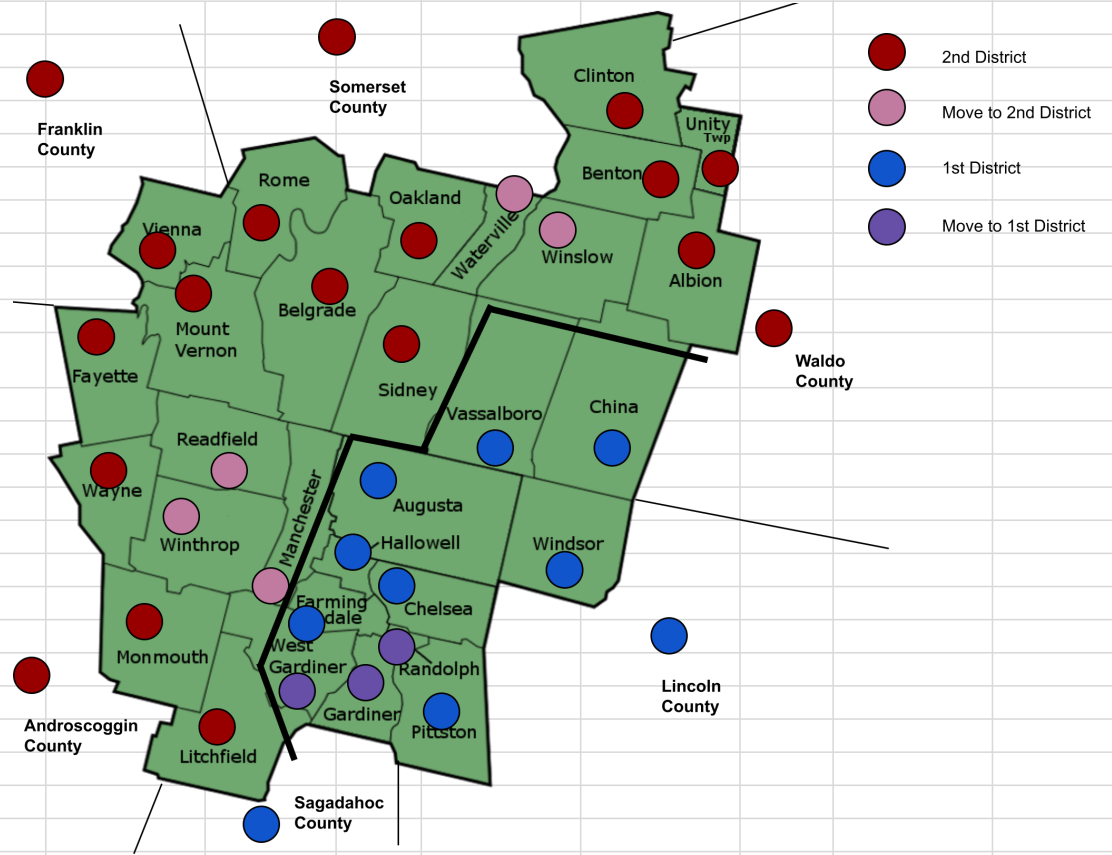 Somerset
County
Franklin
County
2nd District
Move to 2nd District
1st District
Move to 1st District
Clinton
Unity
Twp
Benton
Rome
Oakland
Vienna
Waterville
Winslow
Albion
Belgrade
Mount
Vernon
Fayette
Sidney
Waldo
County
Vassalboro
China
Readfield
Wayne
Manchester
Augusta
Winthrop
Hallowell
Windsor
Farming
dale
Chelsea
Monmouth
West
Gardiner
Randolph
Gardiner
Pittston
Lincoln
County
Androscoggin
County
Litchfield
Sagadahoc
County